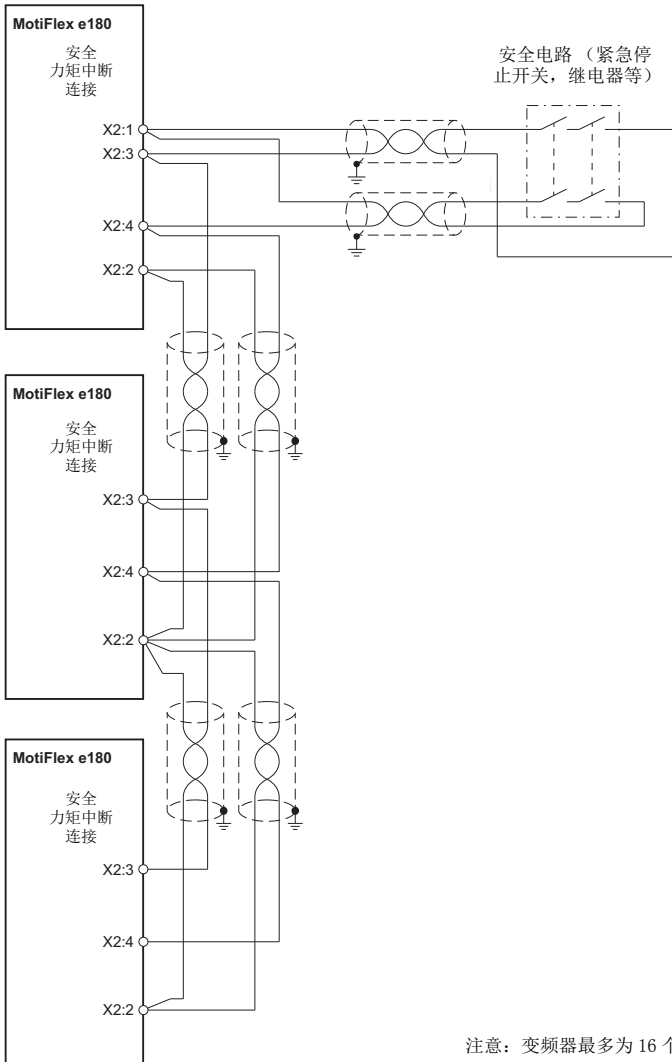 MotiFlex e180
安全
力矩中断
连接
X2:1
X2:3
X2:4
X2:2
安全电路 （紧急停
止开关，继电器等）
MotiFlex e180
安全
力矩中断
连接
X2:3
X2:4
X2:2
MotiFlex e180
安全
力矩中断
连接
X2:3
X2:4
X2:2
注意：变频器最多为 16 个